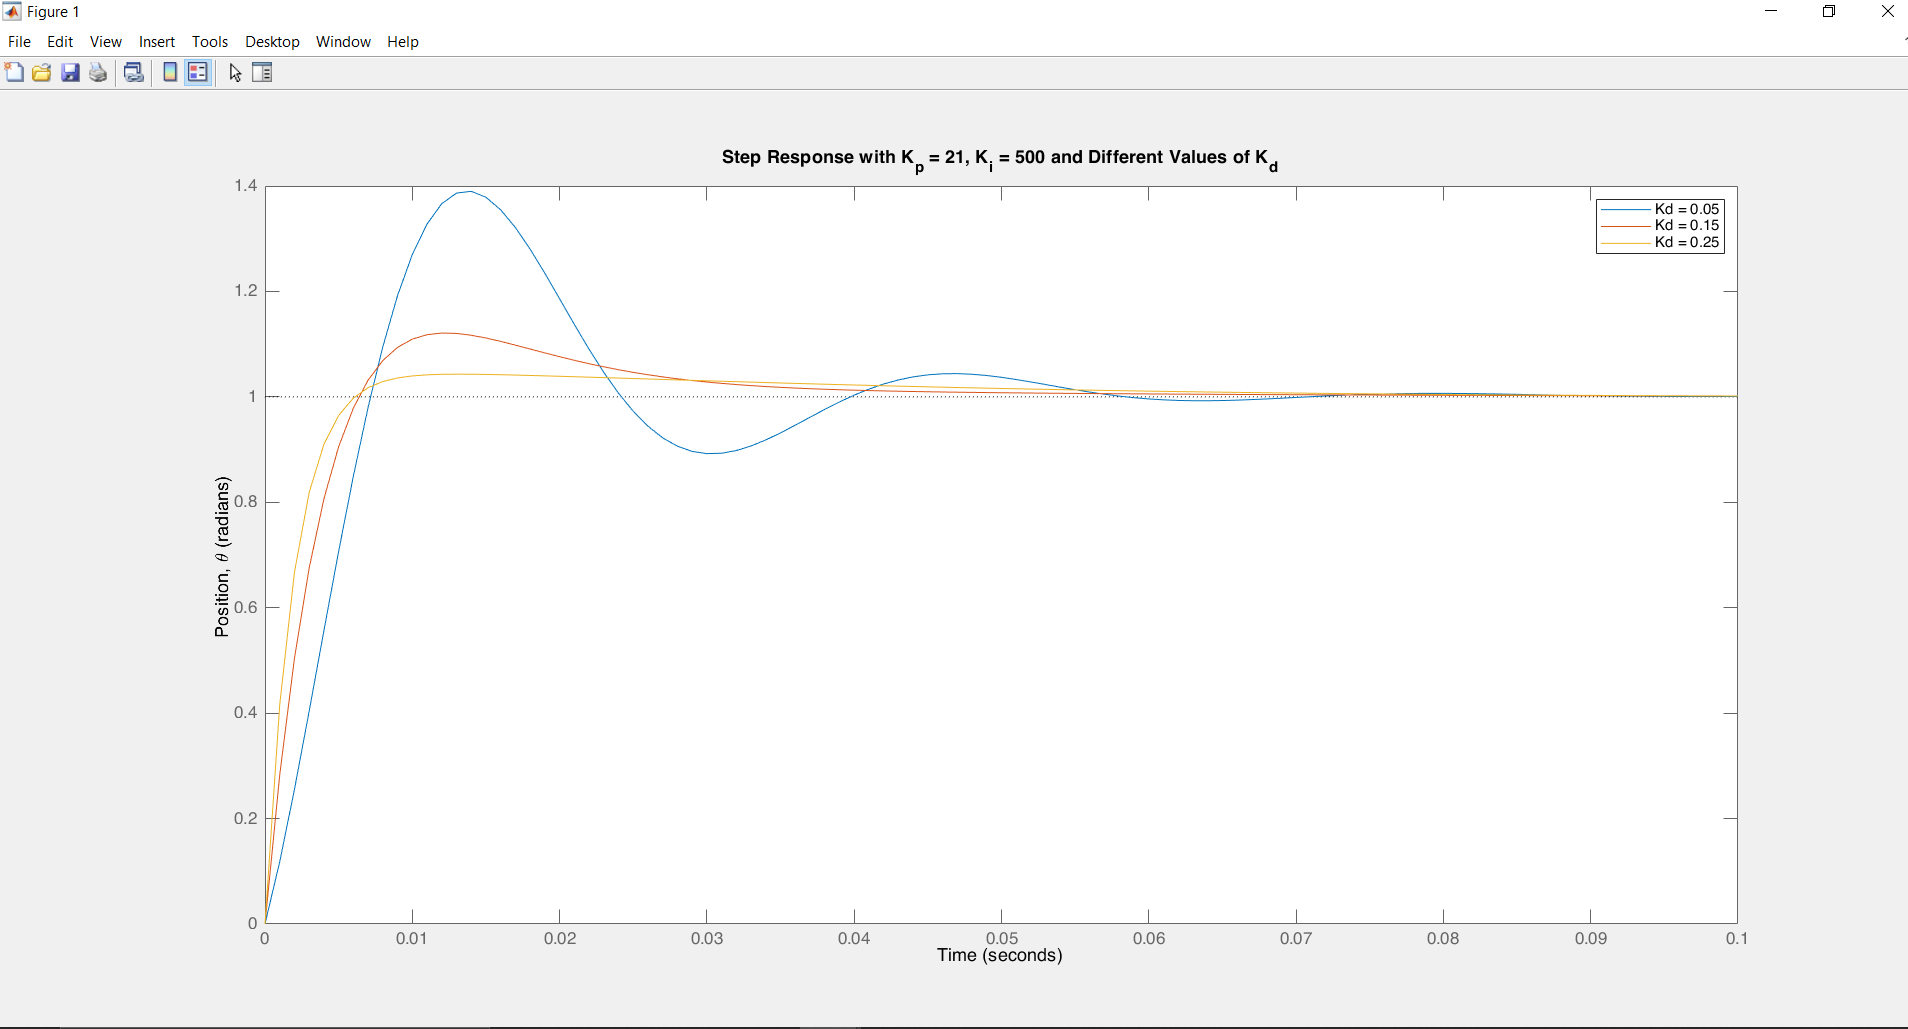 Figure 1
File Edit View Insert Tools Desktop Window Help
Step Response with Kp = 21, Ki = 500 and Different Values of Kd
1.4
1.2
1
0.8
0.6
0.4
0.2
0
Position, θ (radians)
Kd = 0.05
Kd = 0.15
Kd = 0.25
0 0.01 0.02 0.03 0.04 0.05 0.06 0.07 0.08 0.09 0.1
Time (seconds)